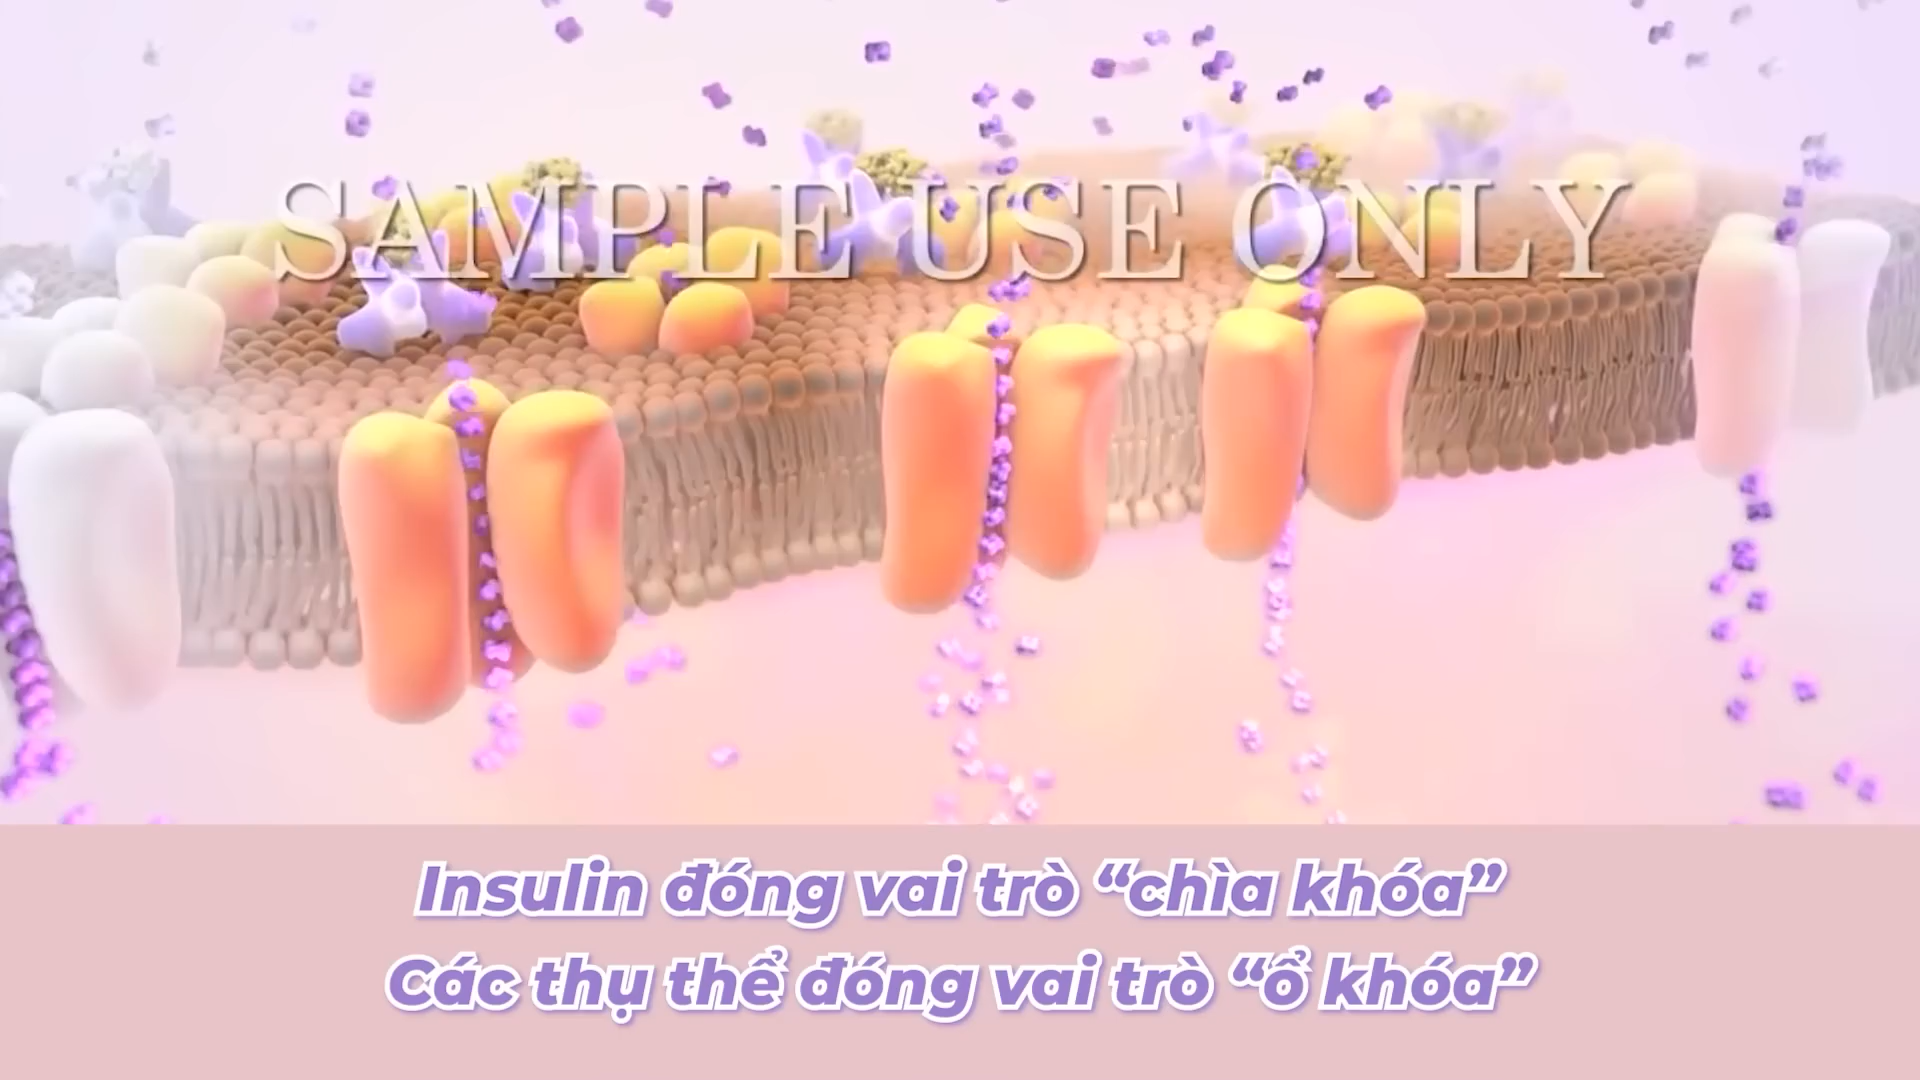 SAMPLE USE ONLY
Insulin đóng vai trò “chìa khóa”
Các thụ thể đóng vai trò “ổ khóa”